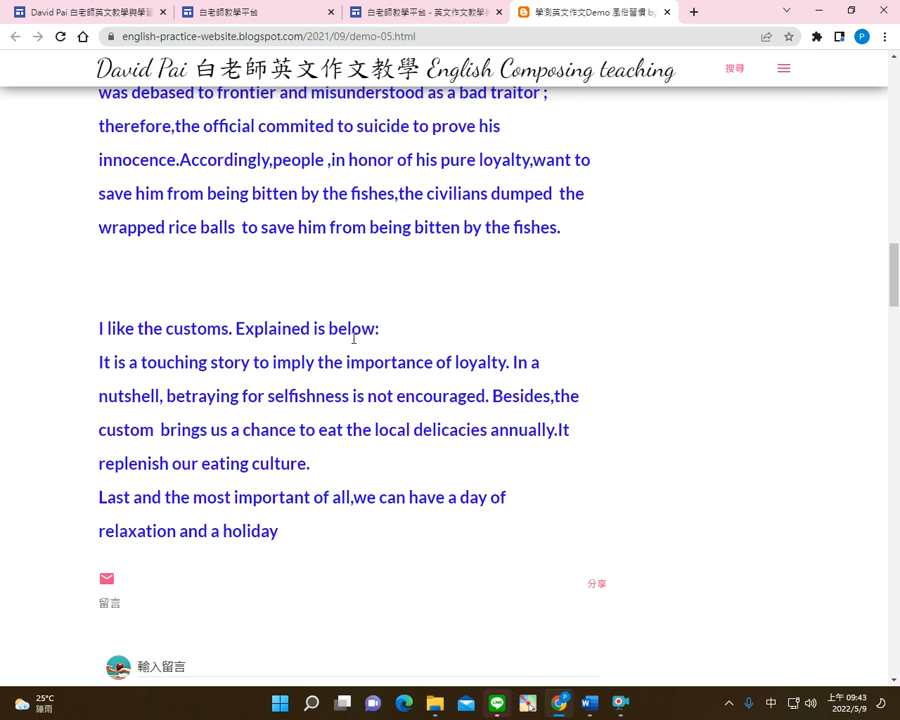 David Pai 白老師英文教學與學習
白老師教學平台
白老師教學平台 - 英文作文教學
學測英文作文Demo 風俗習慣 by
english-practice-website.blogspot.com/2021/09/demo-05.html
P
David Pai 白老師英文作文教學 English Composing teaching
搜尋
was debased to frontier and misunderstood as a bad traitor ;
therefore,the official commited to suicide to prove his
innocence.Accordingly,people ,in honor of his pure loyalty,want to
save him from being bitten by the fishes,the civilians dumped the
wrapped rice balls to save him from being bitten by the fishes.
I like the customs. Explained is below:
It is a touching story to imply the importance of loyalty. In a
nutshell, betraying for selfishness is not encouraged. Besides,the
custom brings us a chance to eat the local delicacies annually.It
replenish our eating culture.
Last and the most important of all,we can have a day of
relaxation and a holiday
分享
留言
輸入留言
25°C
陣雨
中
上午 09:43
2022/5/9